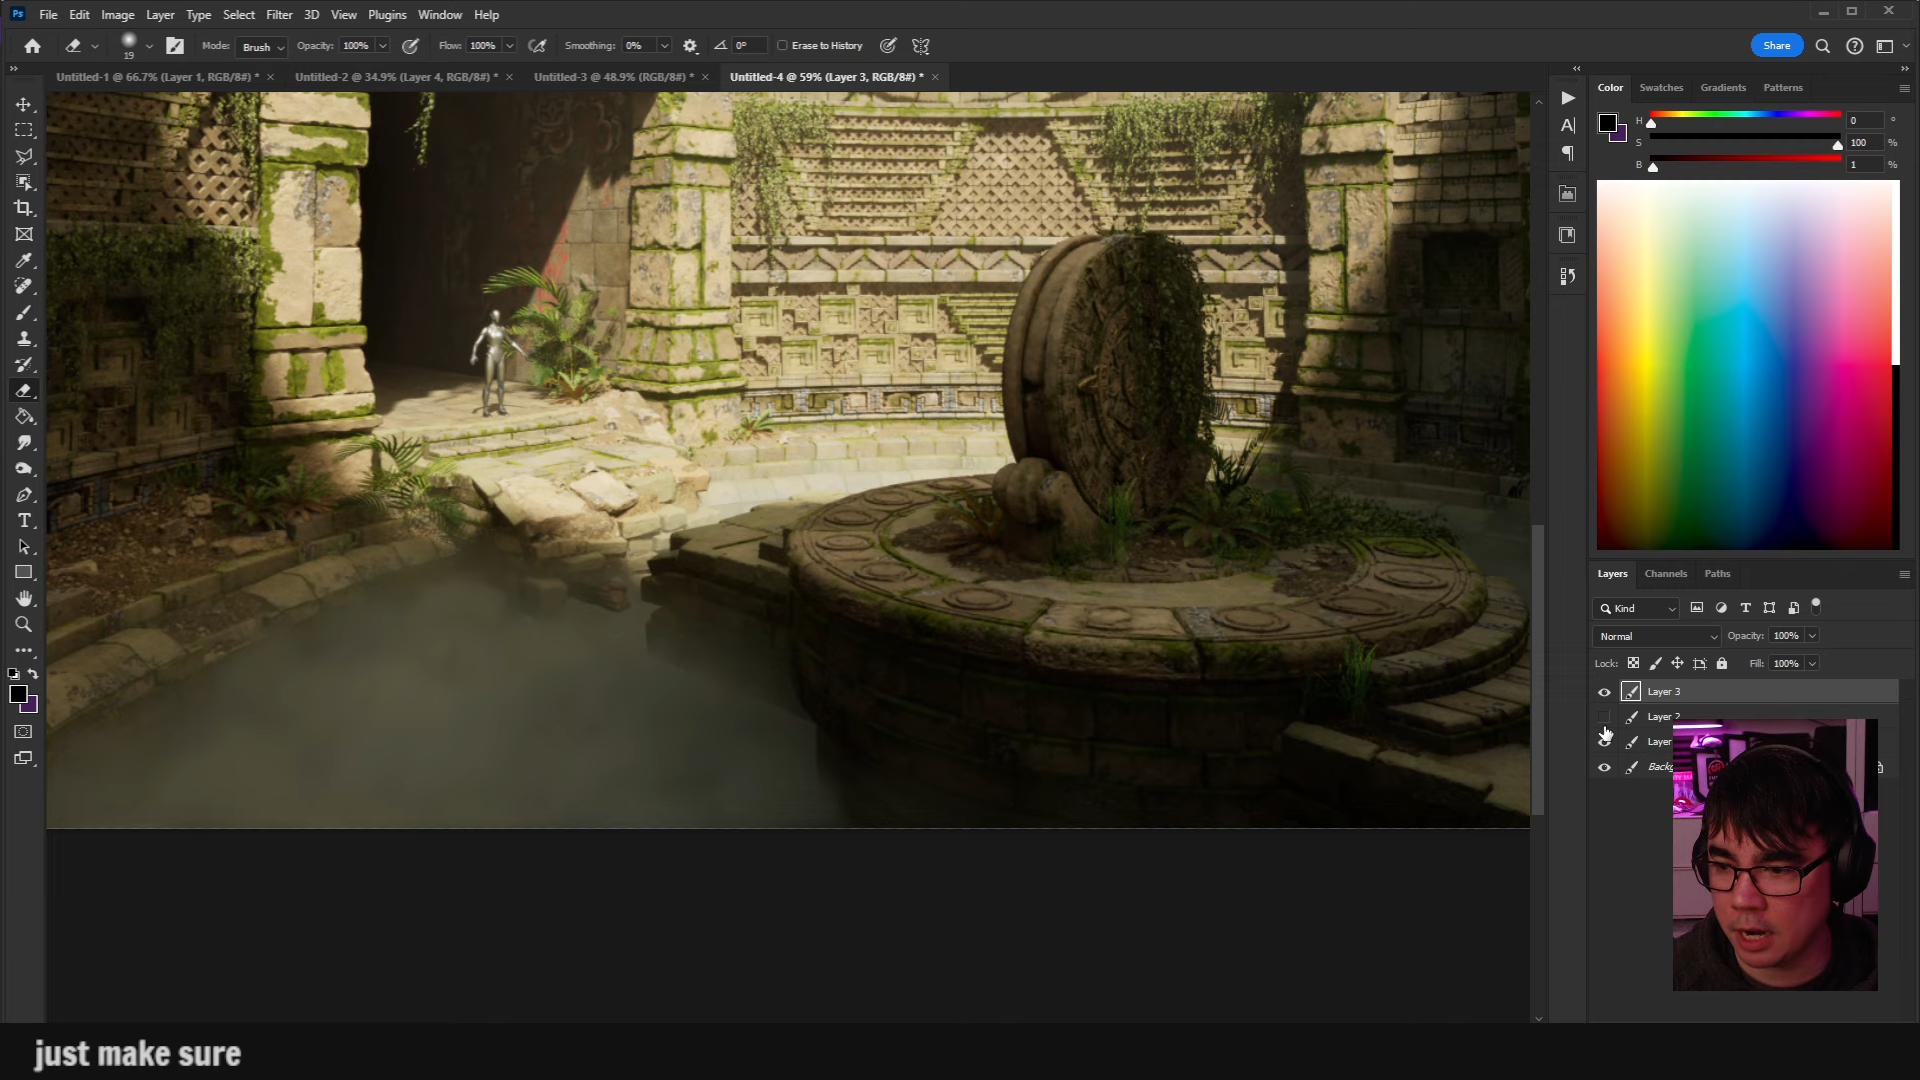 Ps File Edit Image Layer Type Select Filter 3D View Plugins Window Help
19 Mode: Brush Opacity: 100% Flow: 100% Smoothing: 0% 0° Erase to History Share
Untitled-1 @ 66.7% (Layer 1, RGB/8#) * Untitled-2 @ 34.9% (Layer 4, RGB/8#) * Untitled-3 @ 48.9% (RGB/8#) * Untitled-4 @ 59% (Layer 3, RGB/8#) *
Color Swatches Gradients Patterns
H 0 °
S 100 %
B 1 %
Layers Channels Paths
Kind
Normal Opacity: 100%
Lock: Fill: 100%
Layer 3
Layer 2
Layer
Backg
just make sure